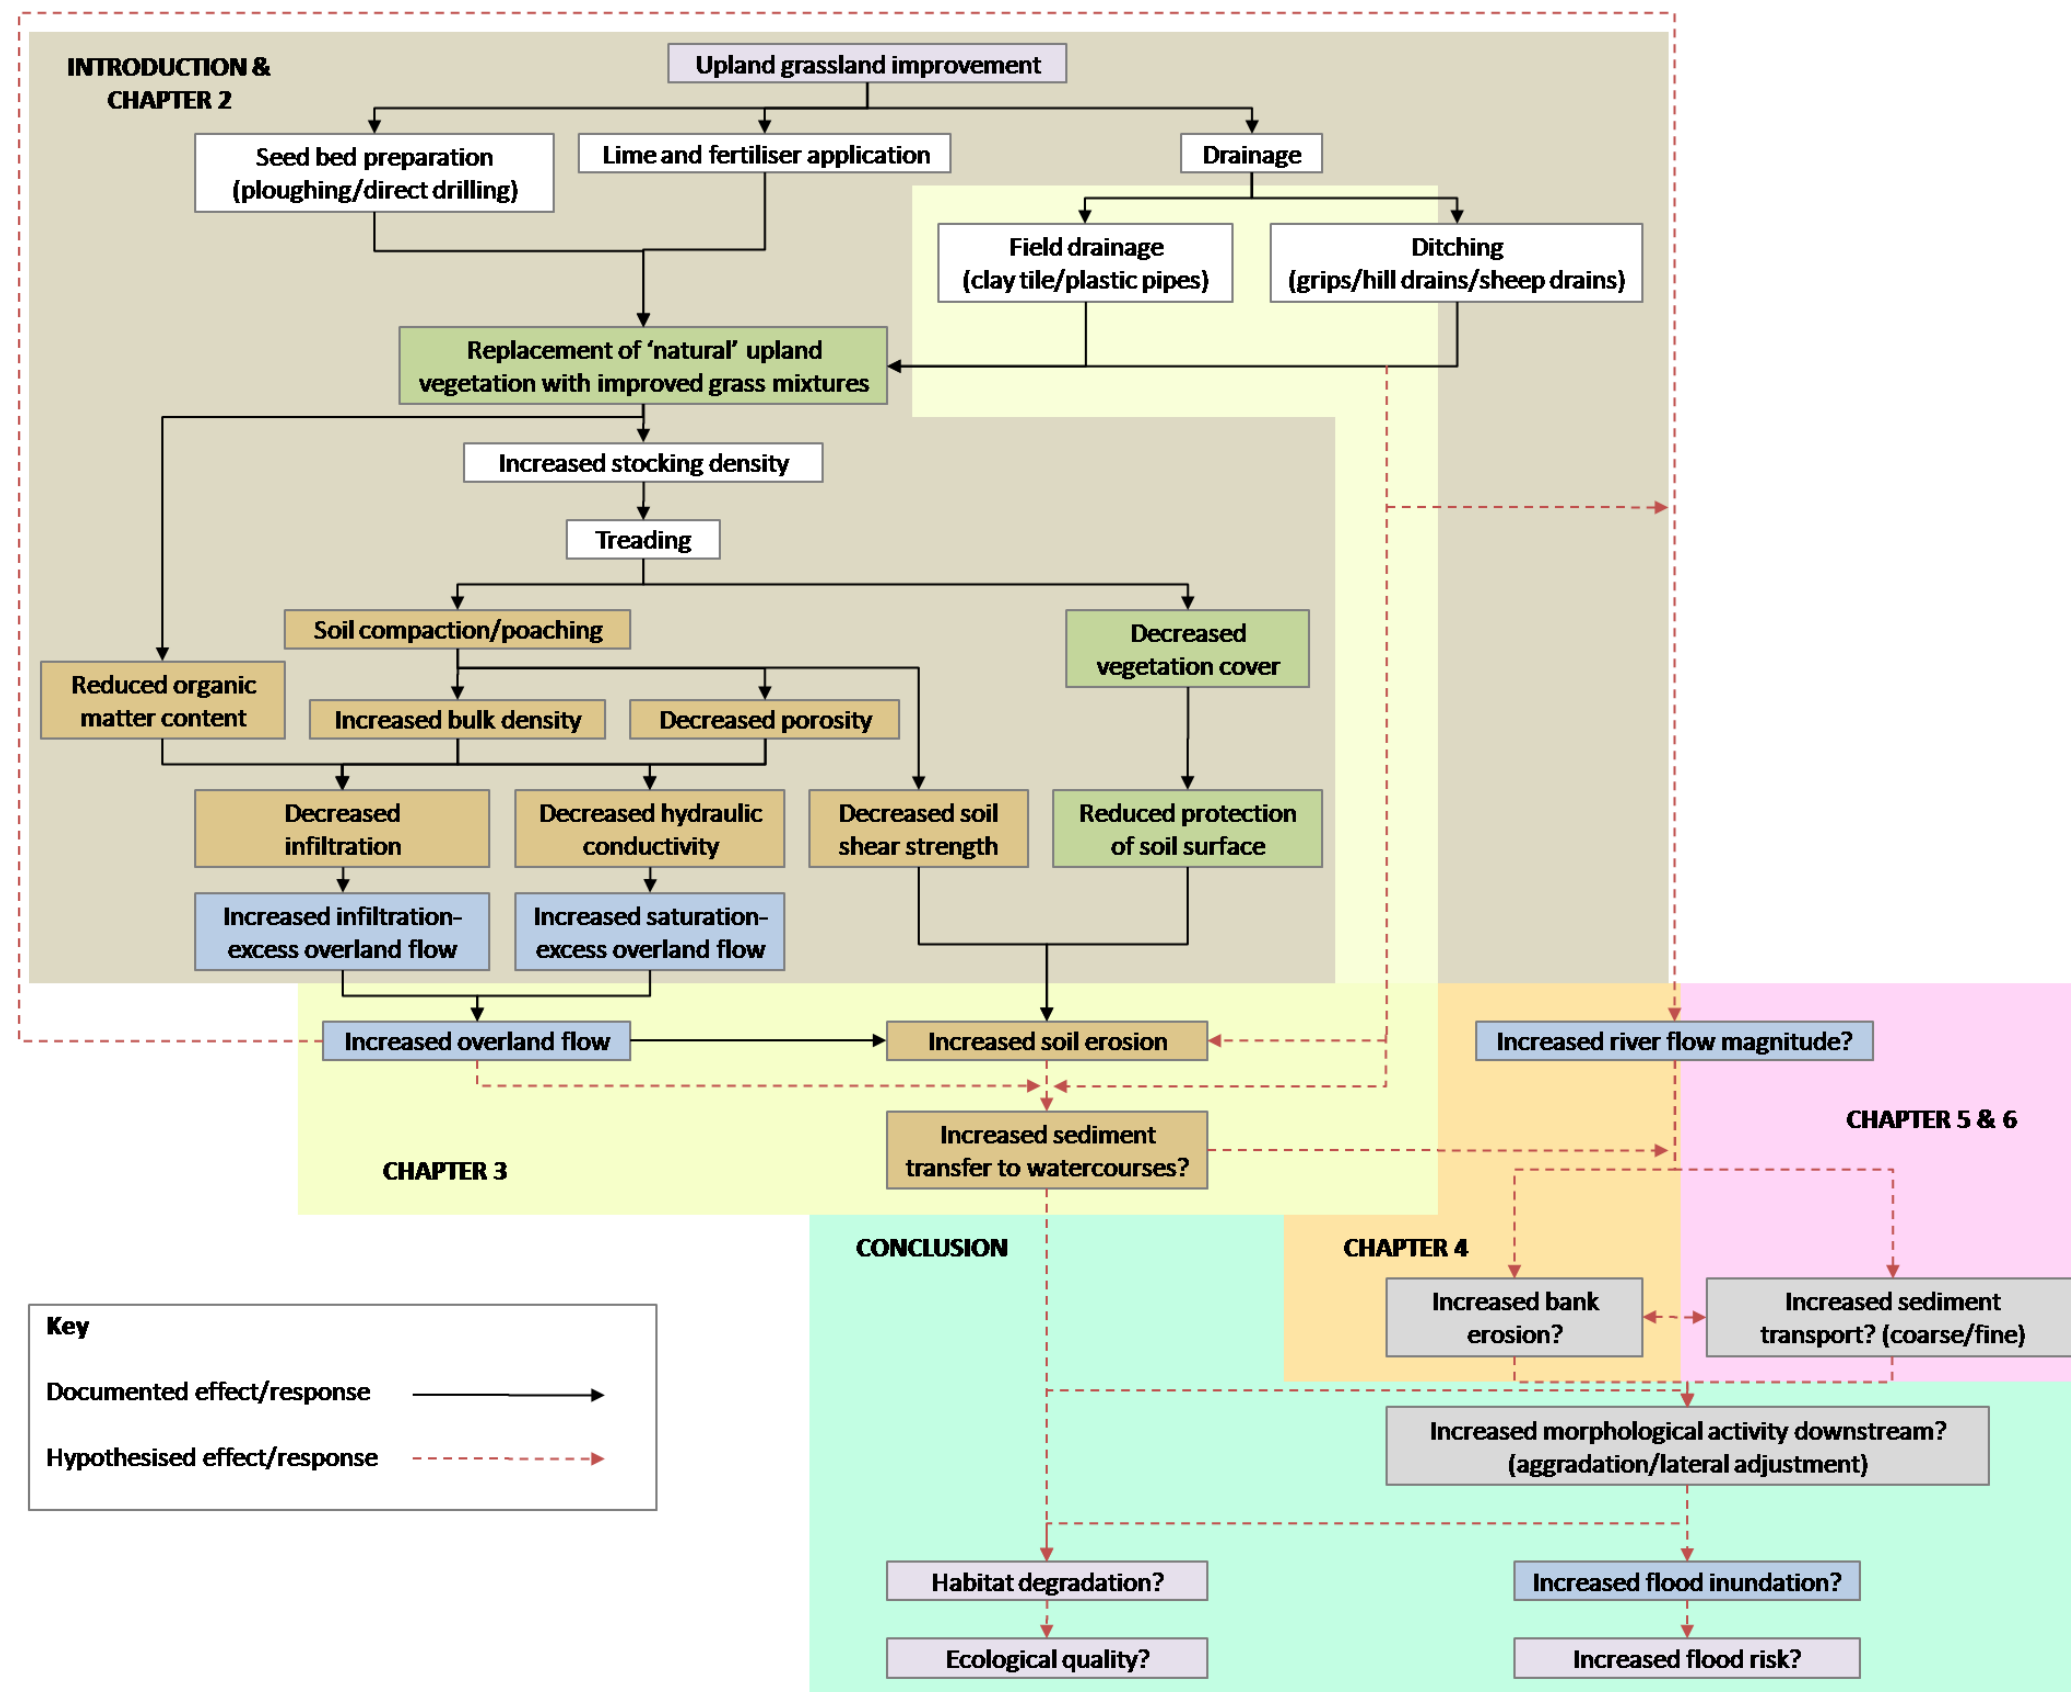 INTRODUCTION &
CHAPTER 2
Upland grassland improvement
Seed bed preparation
(ploughing/direct drilling)
Lime and fertiliser application
Drainage
Field drainage
(clay tile/plastic pipes)
Ditching
(grips/hill drains/sheep drains)
Replacement of ‘natural’ upland
vegetation with improved grass mixtures
Increased stocking density
Treading
Soil compaction/poaching
Decreased
vegetation cover
Reduced organic
matter content
Increased bulk density
Decreased porosity
Decreased
infiltration
Decreased hydraulic
conductivity
Decreased soil
shear strength
Reduced protection
of soil surface
Increased infiltration-
excess overland flow
Increased saturation-
excess overland flow
Increased overland flow
Increased soil erosion
Increased river flow magnitude?
CHAPTER 5 & 6
Increased sediment
transfer to watercourses?
CHAPTER 3
CONCLUSION
CHAPTER 4
Increased bank
erosion?
Increased sediment
transport? (coarse/fine)
Key
Documented effect/response
Hypothesised effect/response
Increased morphological activity downstream?
(aggradation/lateral adjustment)
Habitat degradation?
Increased flood inundation?
Ecological quality?
Increased flood risk?